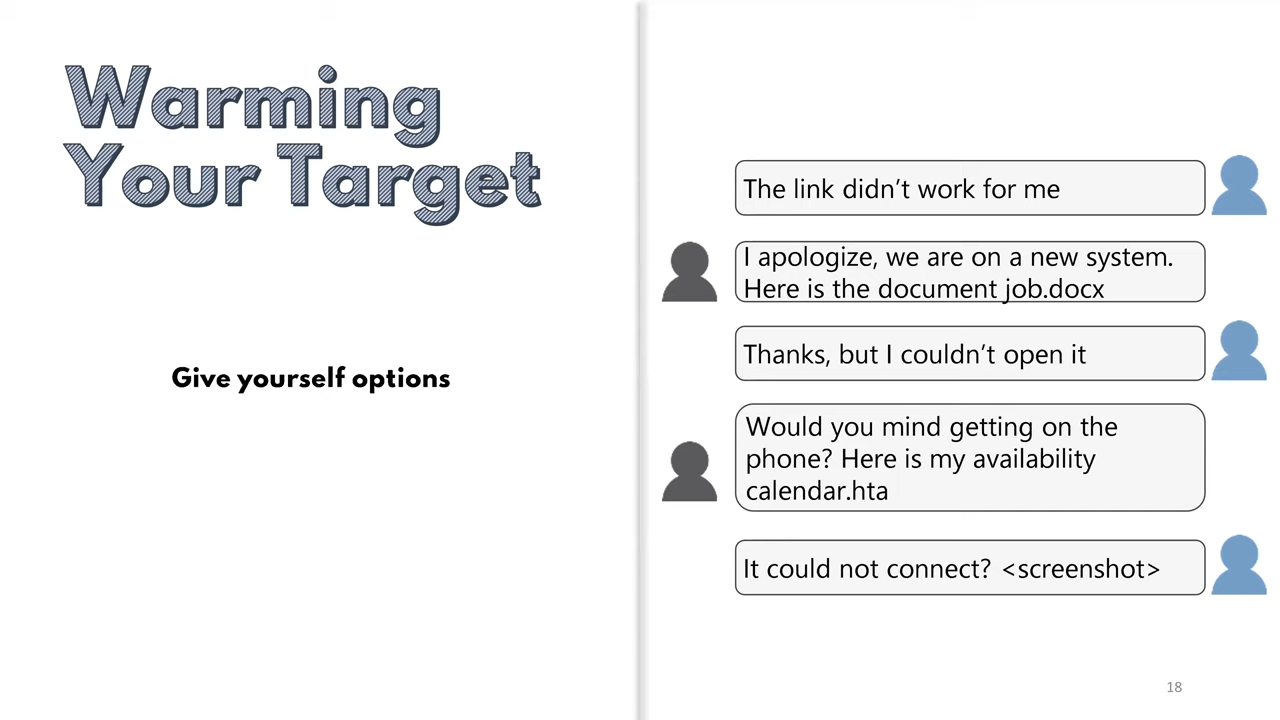 Warming
Your Target
Give yourself options
The link didn’t work for me
I apologize, we are on a new system.
Here is the document job.docx
Thanks, but I couldn’t open it
Would you mind getting on the
phone? Here is my availability
calendar.hta
It could not connect? <screenshot>
18